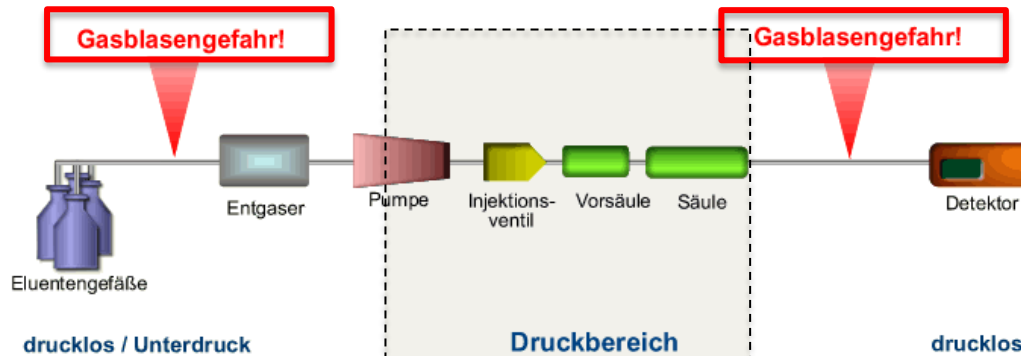 Gasblasengefahr!
Gasblasengefahr!
Entgaser
Pumpe
Injektions-
ventil
Vorsäule
Säule
Detektor
Eluentengefäße
drucklos / Unterdruck
Druckbereich
drucklos